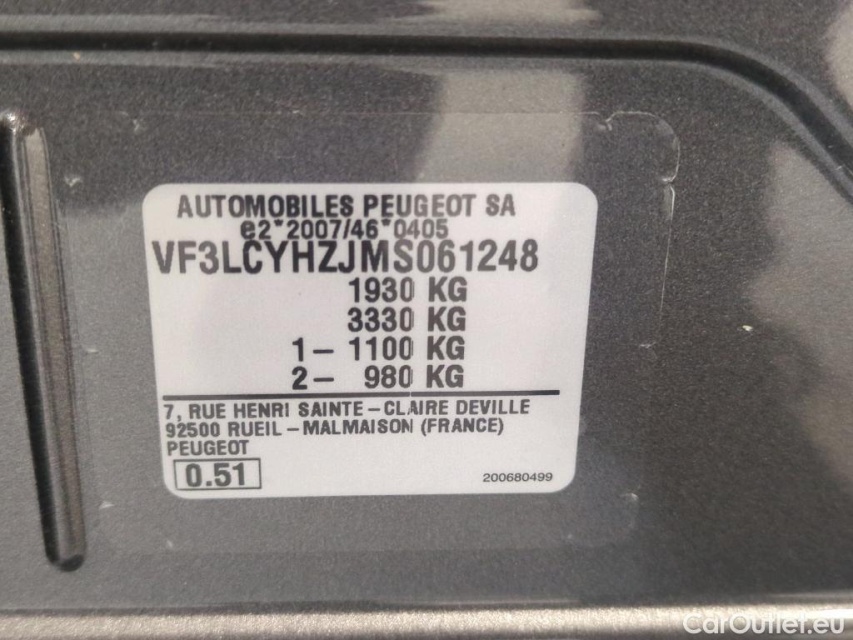 AUTOMOBILES PEUGEOT SA
e2*2007/46*0405
VF3LCYHZJMS061248
1930 KG
3330 KG
1– 1100 KG
2– 980 KG
7, RUE HENRI SAINTE–CLAIRE DEVILLE
92500 RUEIL–MALMAISON (FRANCE)
PEUGEOT
0.51
200680499
CarOutlet.eu